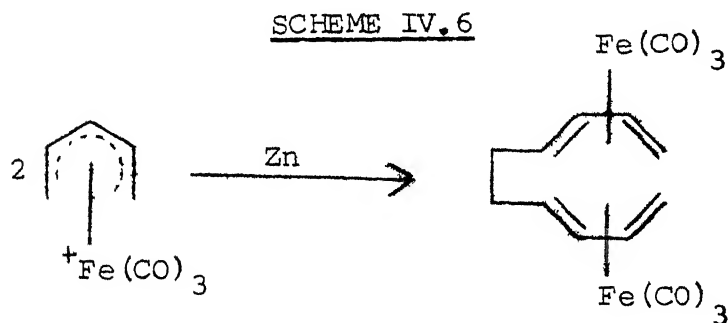 SCHEME IV.6
Fe(CO)3
2
Zn
+Fe(CO)3
Fe(CO)3